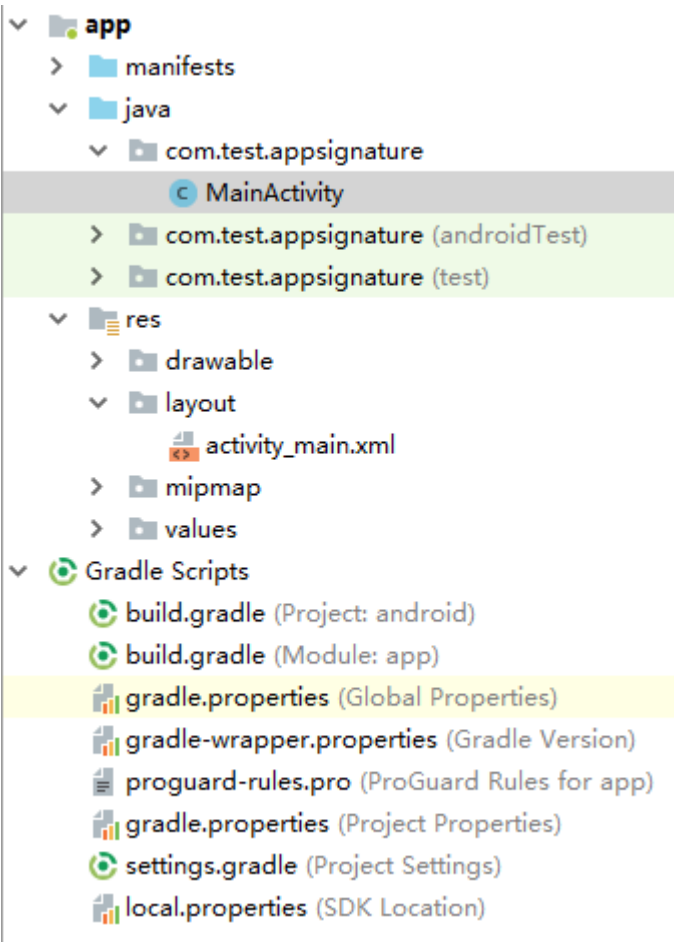 app
manifests
java
com.test.appsignature
C MainActivity
com.test.appsignature (androidTest)
com.test.appsignature (test)
res
drawable
layout
activity_main.xml
mipmap
values
Gradle Scripts
build.gradle (Project: android)
build.gradle (Module: app)
gradle.properties (Global Properties)
gradle-wrapper.properties (Gradle Version)
proguard-rules.pro (ProGuard Rules for app)
gradle.properties (Project Properties)
settings.gradle (Project Settings)
local.properties (SDK Location)